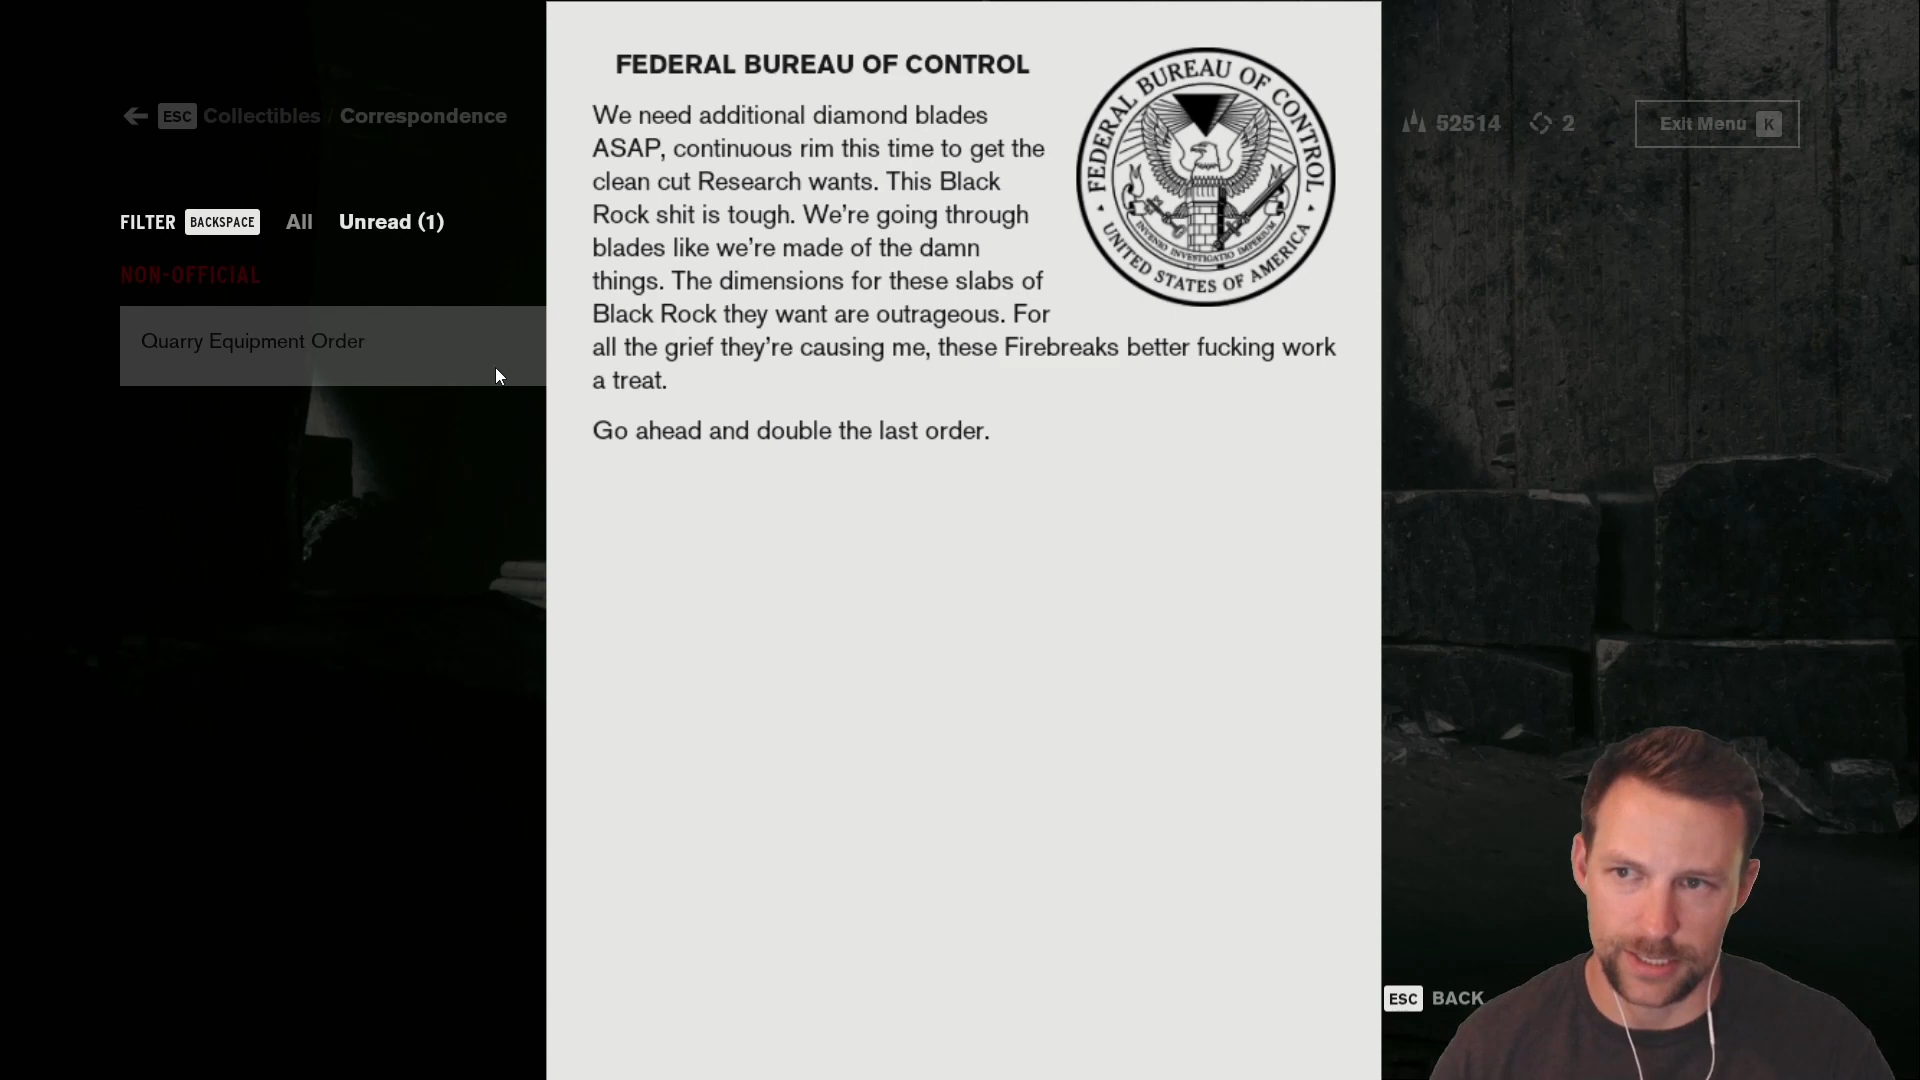 FEDERAL BUREAU OF CONTROL
We need additional diamond blades
ASAP, continuous rim this time to get the
clean cut Research wants. This Black
Rock shit is tough. We’re going through
blades like we’re made of the damn
things. The dimensions for these slabs of
Black Rock they want are outrageous. For
all the grief they’re causing me, these Firebreaks better fucking work
a treat.
Go ahead and double the last order.
FEDERAL BUREAU OF CONTROL
INVENIO INVESTIGATIO IMPERIUM
UNITED STATES OF AMERICA
ESC Collectibles / Correspondence
FILTER BACKSPACE All Unread (1)
NON-OFFICIAL
Quarry Equipment Order
52514 2
Exit Menu K
ESC BACK